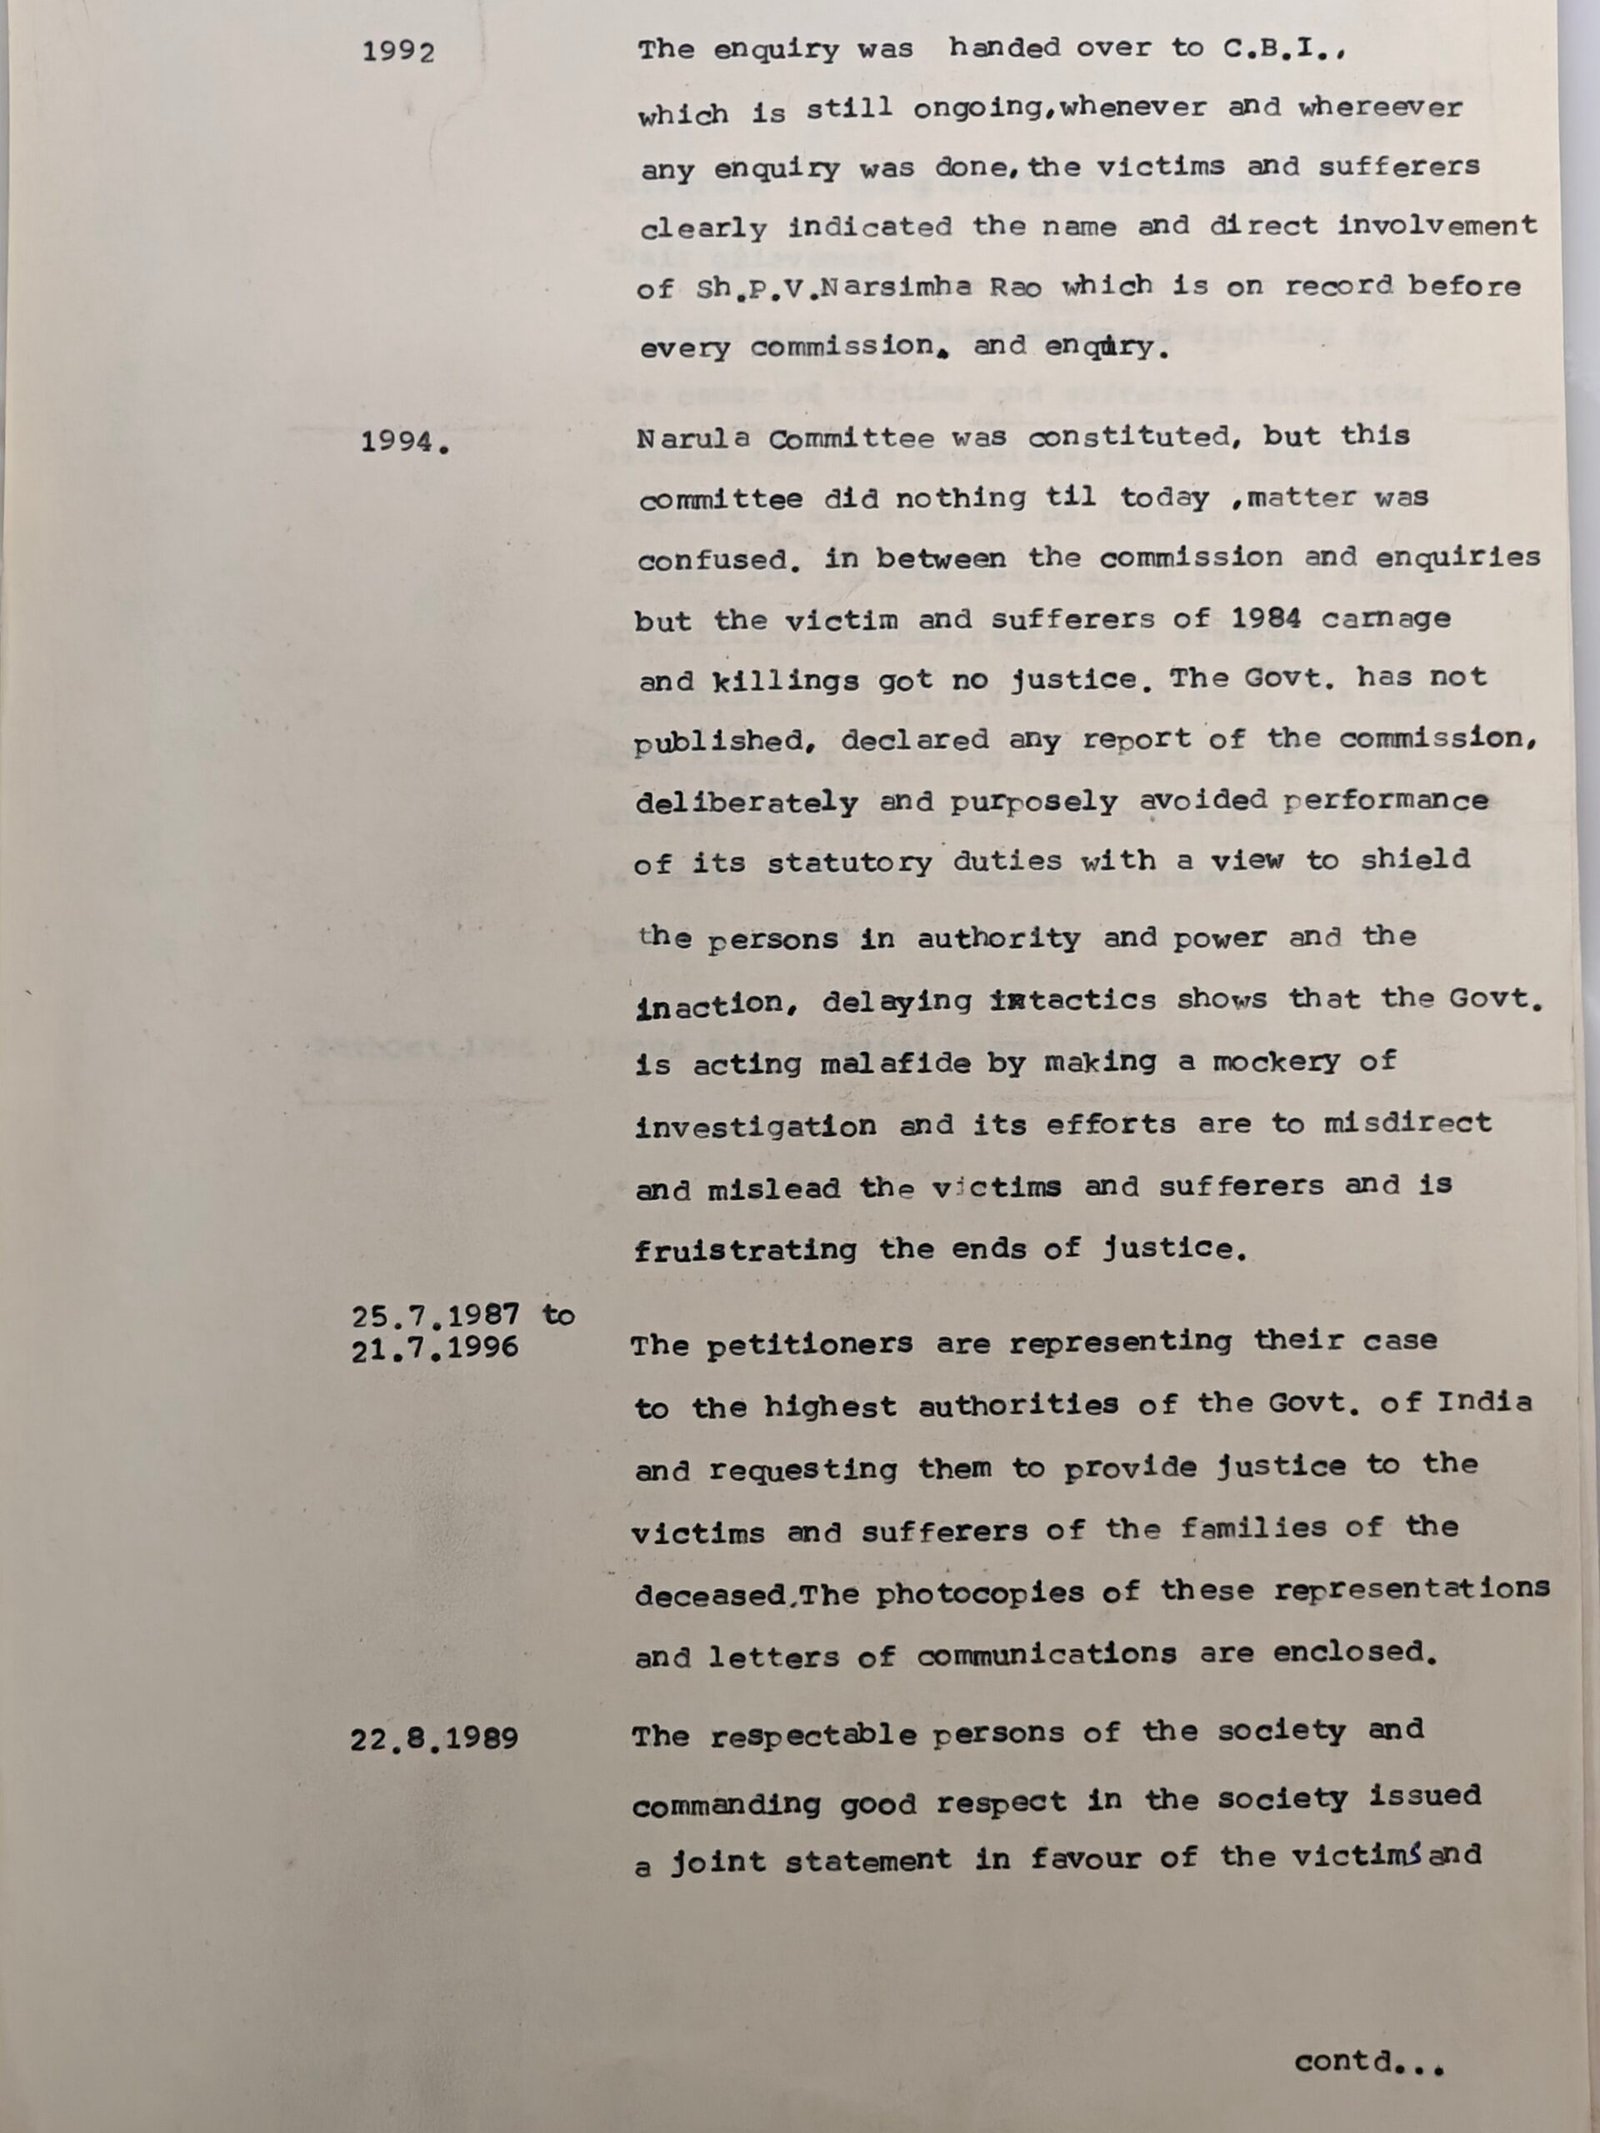 1992 The enquiry was handed over to C.B.I.,
which is still ongoing,whenever and whereever
any enquiry was done,the victims and sufferers
clearly indicated the name and direct involvement
of Sh.P.V.Narsimha Rao which is on record before
every commission. and enqiry.
1994. Narula Committee was constituted, but this
committee did nothing til today ,matter was
confused. in between the commission and enquiries
but the victim and sufferers of 1984 carnage
and killings got no justice. The Govt. has not
published, declared any report of the commission,
deliberately and purposely avoided performance
of its statutory duties with a view to shield
the persons in authority and power and the
inaction, delaying tactics shows that the Govt.
is acting malafide by making a mockery of
investigation and its efforts are to misdirect
and mislead the victims and sufferers and is
fruistrating the ends of justice.
25.7.1987 to
21.7.1996 The petitioners are representing their case
to the highest authorities of the Govt. of India
and requesting them to provide justice to the
victims and sufferers of the families of the
deceased.The photocopies of these representations
and letters of communications are enclosed.
22.8.1989 The respectable persons of the society and
commanding good respect in the society issued
a joint statement in favour of the victims and
contd...